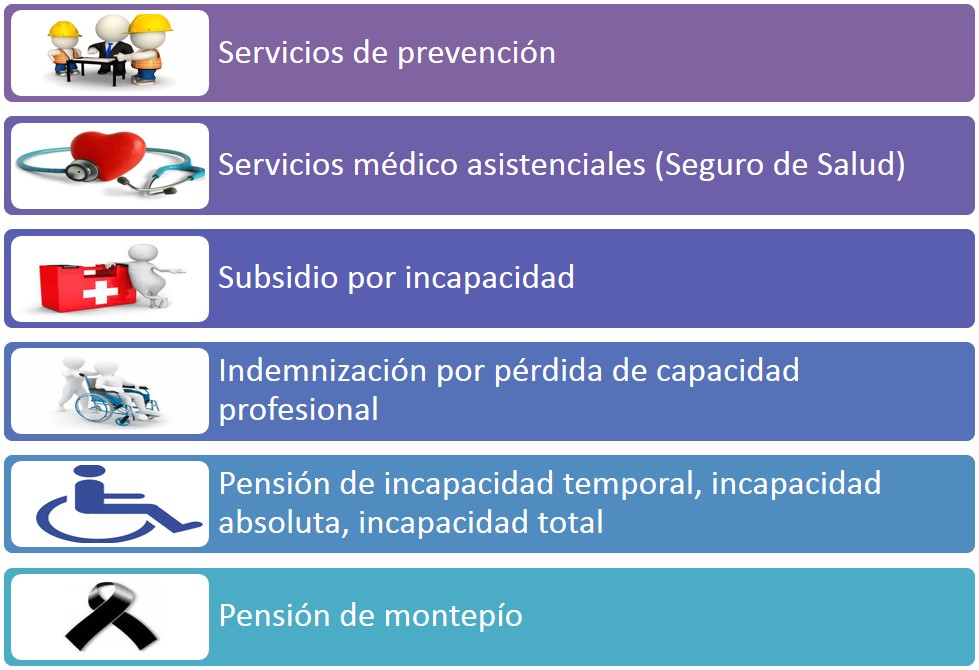 Servicios de prevención
Servicios médico asistenciales (Seguro de Salud)
Subsidio por incapacidad
Indemnización por pérdida de capacidad
profesional
Pensión de incapacidad temporal, incapacidad
absoluta, incapacidad total
Pensión de montepío